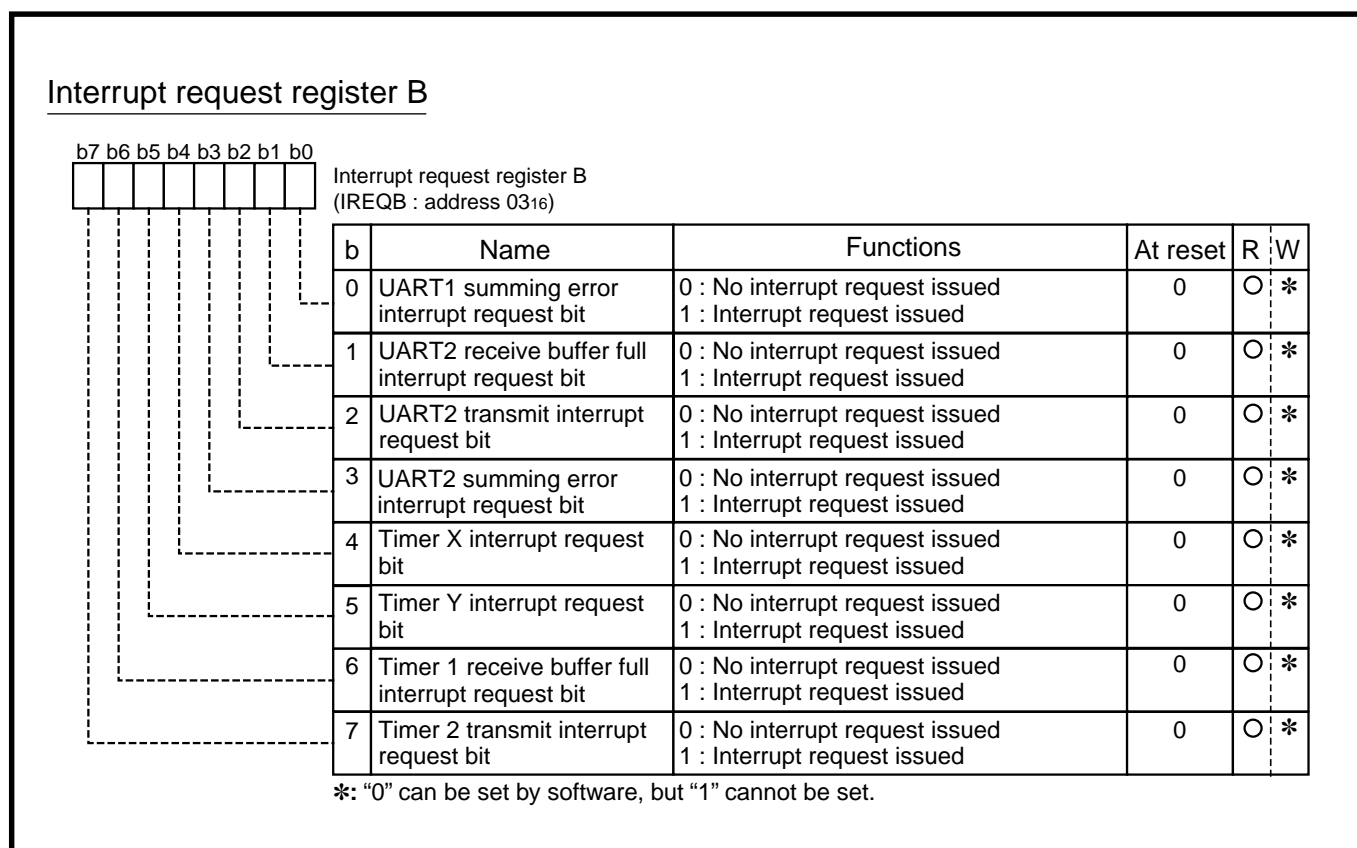 Interrupt request register B
b7 b6 b5 b4 b3 b2 b1 b0
Interrupt request register B
(IREQB : address 0316)
b Name Functions At reset R W
0 UART1 summing error 0 : No interrupt request issued 0 O ✻
interrupt request bit 1 : Interrupt request issued
1 UART2 receive buffer full 0 : No interrupt request issued 0 O ✻
interrupt request bit 1 : Interrupt request issued
2 UART2 transmit interrupt 0 : No interrupt request issued 0 O ✻
request bit 1 : Interrupt request issued
3 UART2 summing error 0 : No interrupt request issued 0 O ✻
interrupt request bit 1 : Interrupt request issued
4 Timer X interrupt request 0 : No interrupt request issued 0 O ✻
bit 1 : Interrupt request issued
5 Timer Y interrupt request 0 : No interrupt request issued 0 O ✻
bit 1 : Interrupt request issued
6 Timer 1 receive buffer full 0 : No interrupt request issued 0 O ✻
interrupt request bit 1 : Interrupt request issued
7 Timer 2 transmit interrupt 0 : No interrupt request issued 0 O ✻
request bit 1 : Interrupt request issued
✻: “0” can be set by software, but “1” cannot be set.